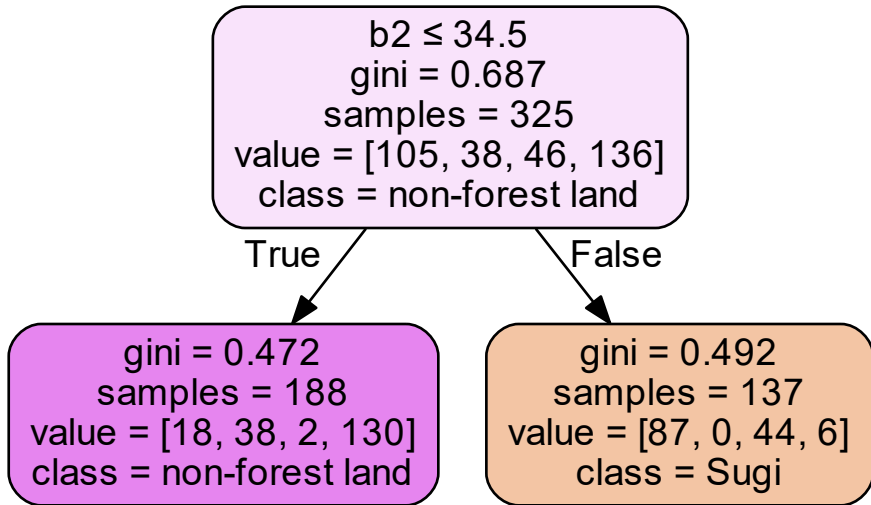 b2 ≤ 34.5
gini = 0.687
samples = 325
value = [105, 38, 46, 136]
class = non-forest land
True
False
gini = 0.472
samples = 188
value = [18, 38, 2, 130]
class = non-forest land
gini = 0.492
samples = 137
value = [87, 0, 44, 6]
class = Sugi